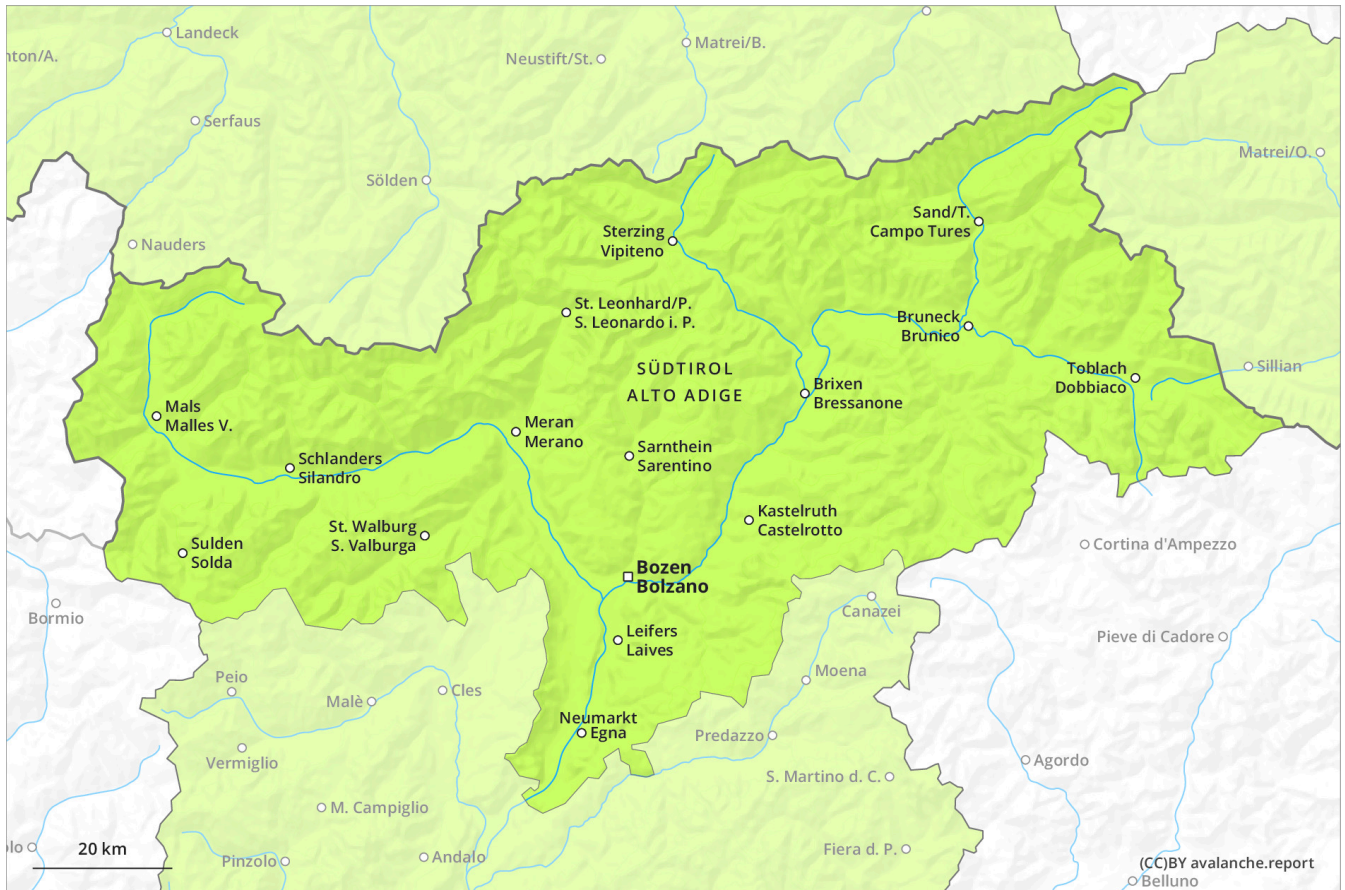 Landeck
nton/A.
Matrei/B.
Neustift/St.
Serfaus
Matrei/O.
Sölden
Sand/T.
Campo Tures
Sterzing
Vipiteno
Nauders
St. Leonhard/P.
S. Leonardo i. P.
Bruneck
Brunico
SÜDTIROL
ALTO ADIGE
Toblach
Dobbiaco
Sillian
Brixen
Bressanone
Mals
Malles V.
Meran
Merano
Sarnthein
Sarentino
Schlanders
Silandro
Kastelruth
Castelrotto
St. Walburg
S. Valburga
Sulden
Solda
Cortina d'Ampezzo
Bozen
Bolzano
Bormio
Canazei
Leifers
Laives
Pieve di Cadore
Moena
Peio
Malè
Cles
Neumarkt
Egna
Predazzo
Vermiglio
Agordo
S. Martino d. C.
M. Campiglio
olo
20 km
Pinzolo
Andalo
Fiera d. P.
(CC)BY avalanche.report
Belluno